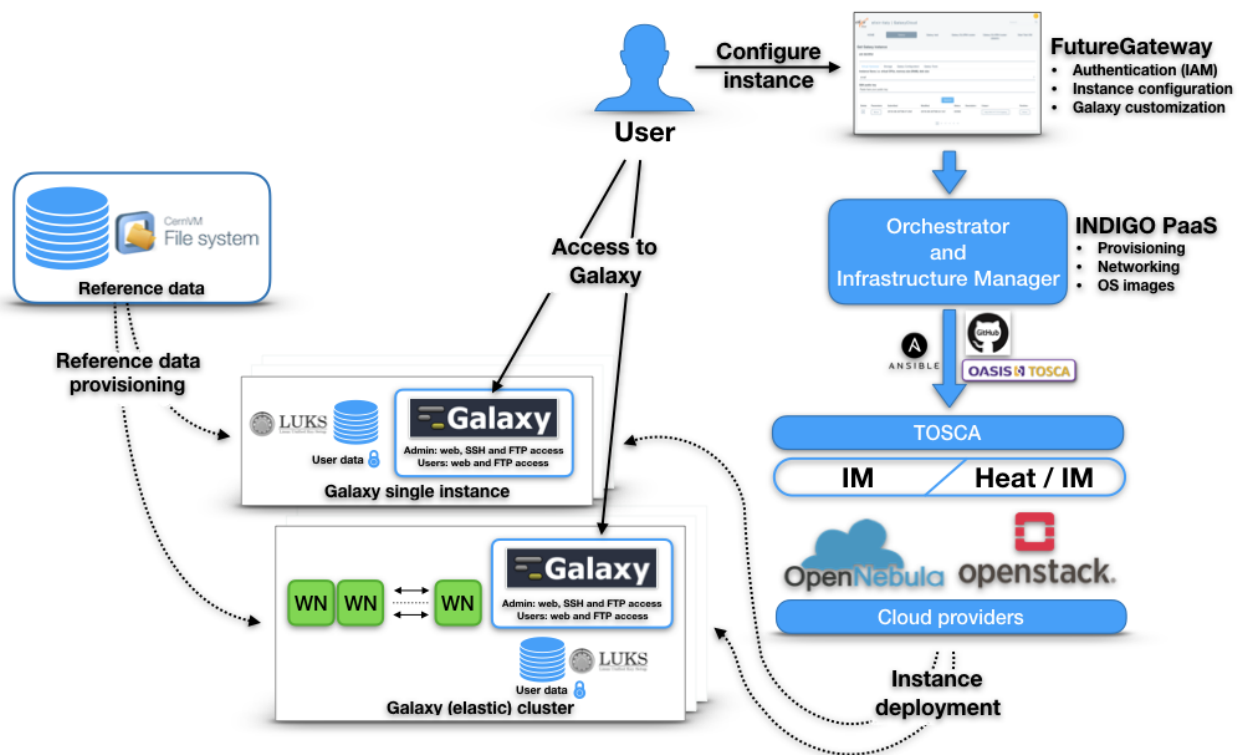 Configure
instance
User
FutureGateway
• Authentication (IAM)
• Instance configuration
• Galaxy customization
CernVM
File system
Reference data
Orchestrator
and
Infrastructure Manager
INDIGO PaaS
• Provisioning
• Networking
• OS images
Access to
Galaxy
Reference data
provisioning
A
ANSIBLE
GitHub
OASIS TOSCA
LUKS
User data
Galaxy
Admin: web, SSH and FTP access
Users: web and FTP access
Galaxy single instance
TOSCA
IM
Heat / IM
OpenNebula
openstack.
Cloud providers
WN
WN
WN
Galaxy
Admin: web, SSH and FTP access
Users: web and FTP access
LUKS
User data
Galaxy (elastic) cluster
Instance
deployment